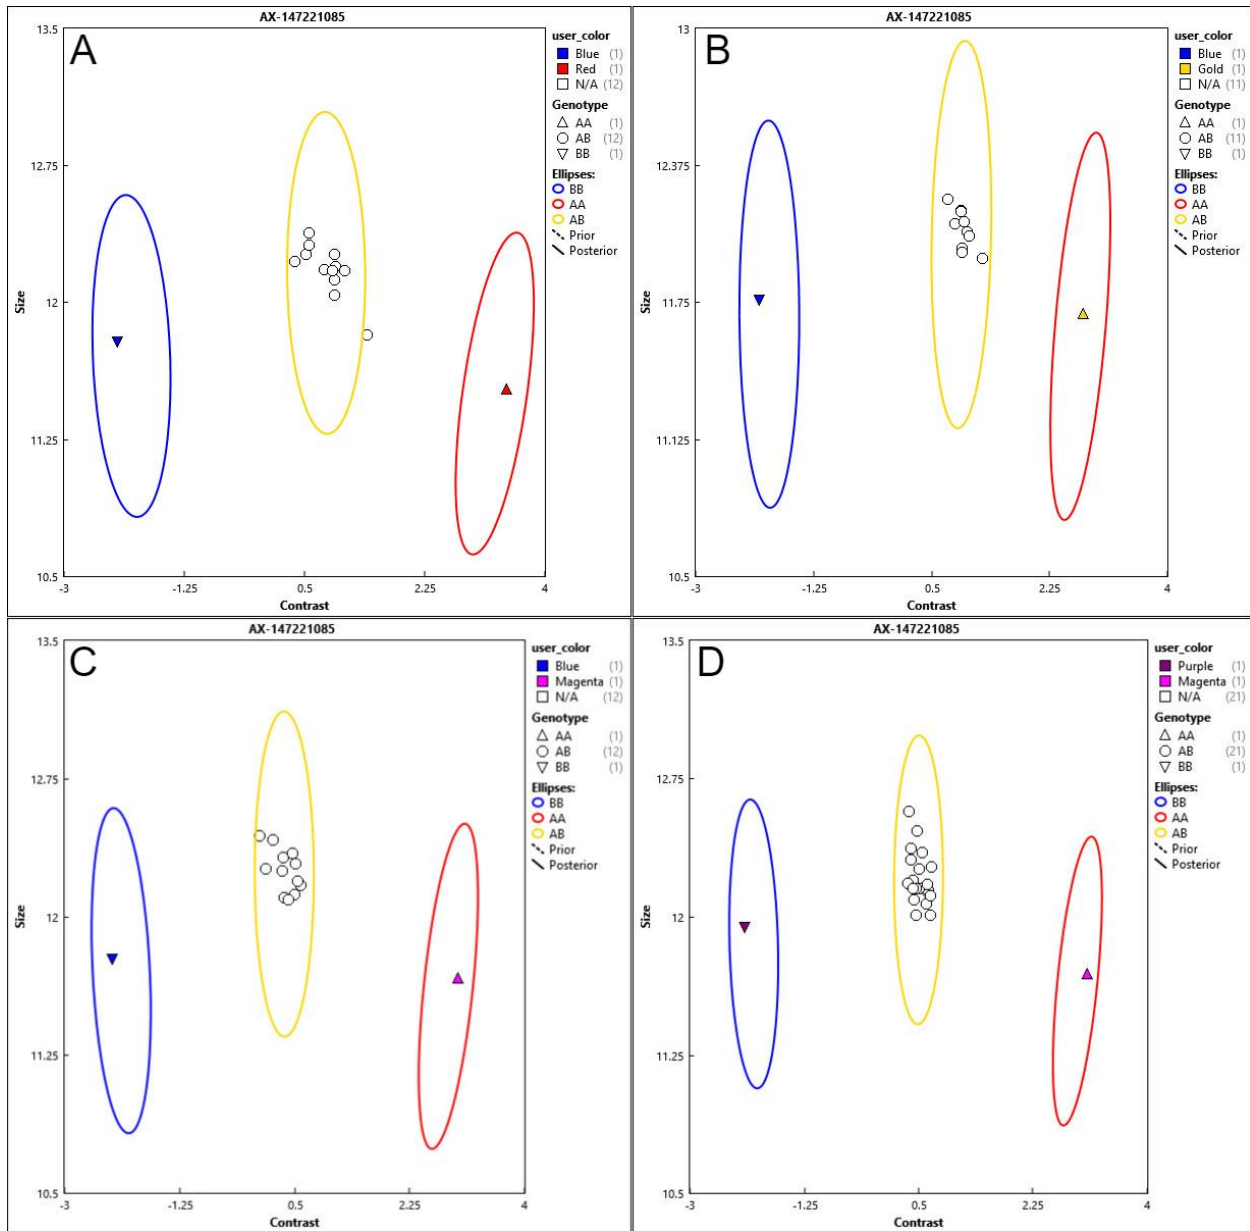 AX-147221085
A
13.5
12.75
12
11.25
10.5
Size
-3
-1.25
0.5
2.25
4
Contrast
user_color
Blue (1)
Red (1)
N/A (12)
Genotype
AA (1)
AB (12)
BB (1)
Ellipses:
BB
AA
AB
Prior
Posterior
AX-147221085
B
13
12.375
11.75
11.125
10.5
Size
-3
-1.25
0.5
2.25
4
Contrast
user_color
Blue (1)
Gold (1)
N/A (11)
Genotype
AA (1)
AB (11)
BB (1)
Ellipses:
BB
AA
AB
Prior
Posterior
AX-147221085
C
13.5
12.75
12
11.25
10.5
Size
-3
-1.25
0.5
2.25
4
Contrast
user_color
Blue (1)
Magenta (1)
N/A (12)
Genotype
AA (1)
AB (12)
BB (1)
Ellipses:
BB
AA
AB
Prior
Posterior
AX-147221085
D
13.5
12.75
12
11.25
10.5
Size
-3
-1.25
0.5
2.25
4
Contrast
user_color
Purple (1)
Magenta (1)
N/A (21)
Genotype
AA (1)
AB (21)
BB (1)
Ellipses:
BB
AA
AB
Prior
Posterior